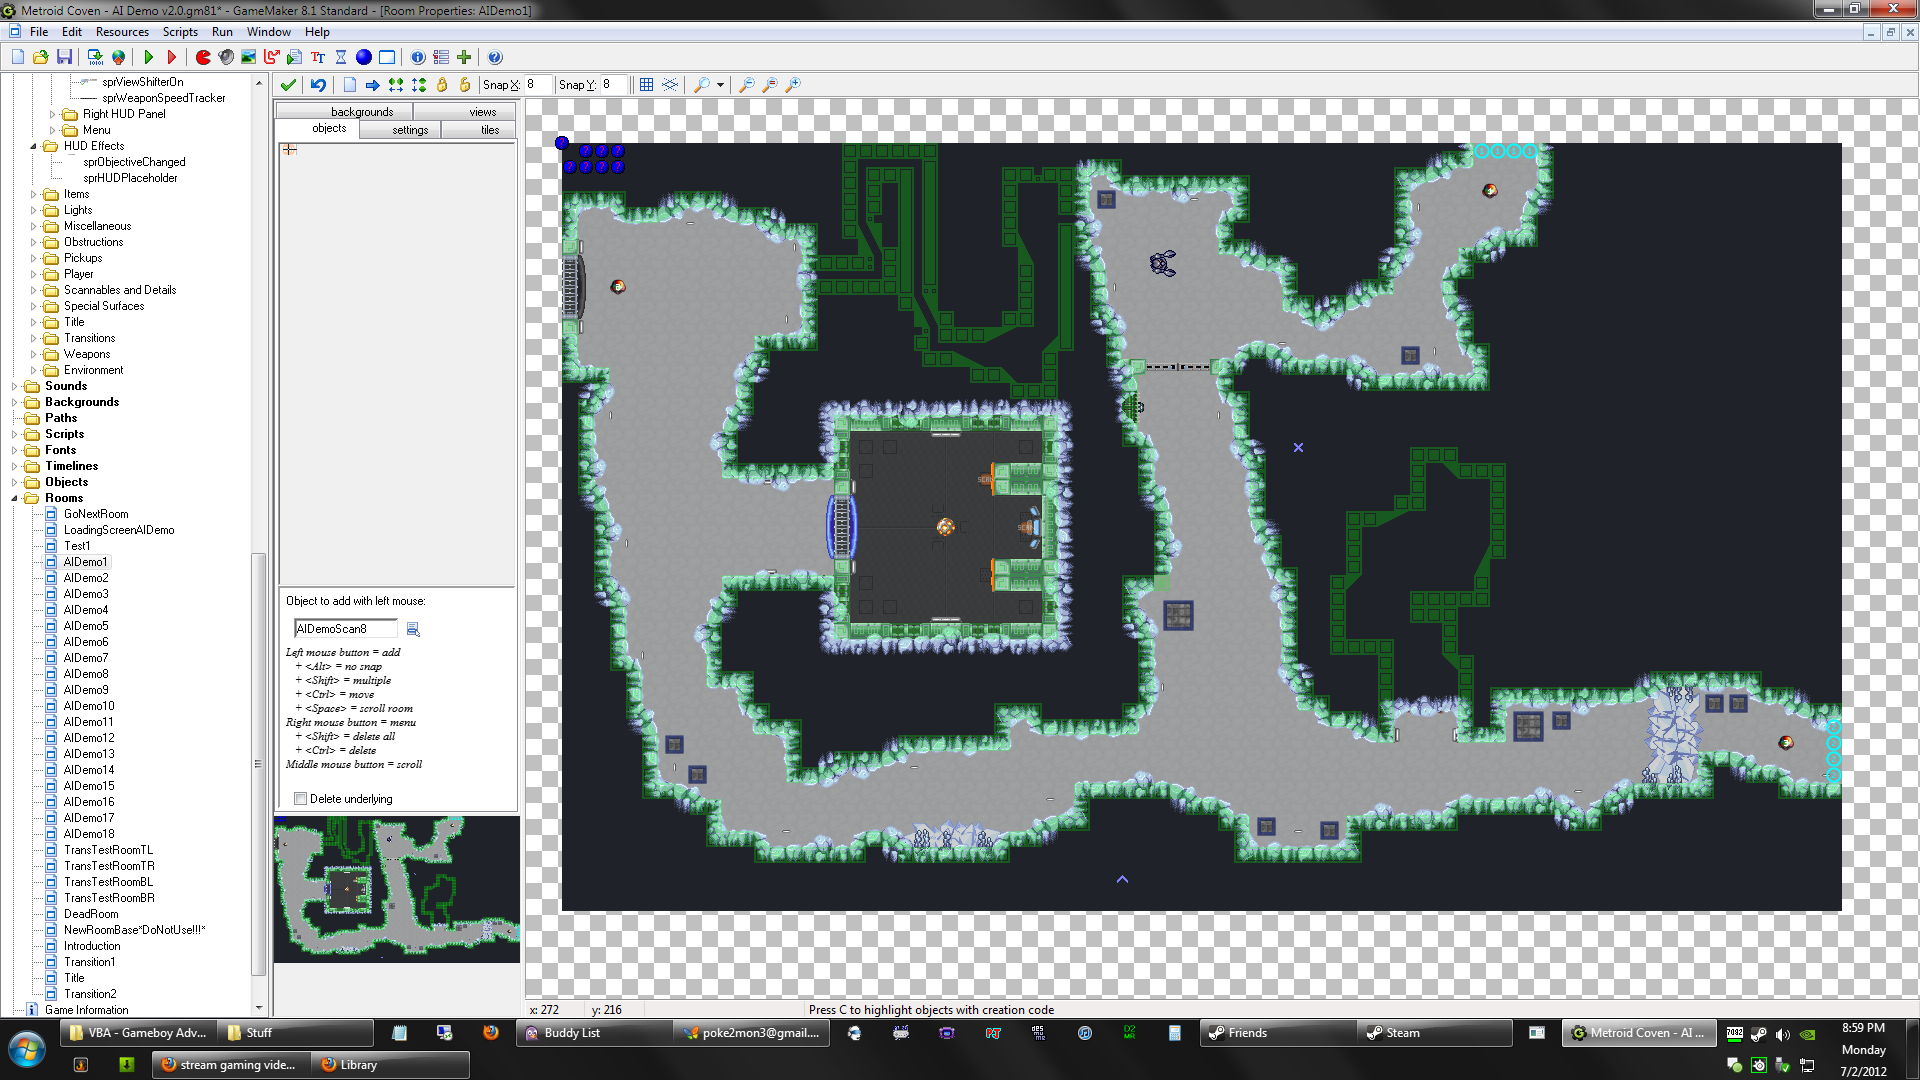 Metroid Coven - AI Demo v2.0.gm81* - GameMaker 8.1 Standard - [Room Properties: AIDemo1]
File Edit Resources Scripts Run Window Help
Snap X: 8 Snap Y: 8
sprViewShifterOn
sprWeaponSpeedTracker
Right HUD Panel
Menu
HUD Effects
sprObjectiveChanged
sprHUDPlaceholder
Items
Lights
Miscellaneous
Obstructions
Pickups
Player
Scannables and Details
Special Surfaces
Title
Transitions
Weapons
Environment
Sounds
Backgrounds
Paths
Scripts
Fonts
Timelines
Objects
Rooms
GoNextRoom
LoadingScreenAIDemo
Test1
AIDemo1
AIDemo2
AIDemo3
AIDemo4
AIDemo5
AIDemo6
AIDemo7
AIDemo8
AIDemo9
AIDemo10
AIDemo11
AIDemo12
AIDemo13
AIDemo14
AIDemo15
AIDemo16
AIDemo17
AIDemo18
TransTestRoomTL
TransTestRoomTR
TransTestRoomBL
TransTestRoomBR
DeadRoom
NewRoomBase*DoNotUse!!!*
Introduction
Transition1
Title
Transition2
Game Information
backgrounds views
objects settings tiles
Object to add with left mouse:
AIDemoScan8
Left mouse button = add
+ <Alt> = no snap
+ <Shift> = multiple
+ <Ctrl> = move
+ <Space> = scroll room
Right mouse button = menu
+ <Shift> = delete all
+ <Ctrl> = delete
Middle mouse button = scroll
Delete underlying
x: 272 y: 216 Press C to highlight objects with creation code
VBA - Gameboy Adv... Stuff Buddy List poke2mon3@gmail.... Friends Steam Metroid Coven - AI ... 8:59 PM
Monday
stream gaming vide... Library 7/2/2012